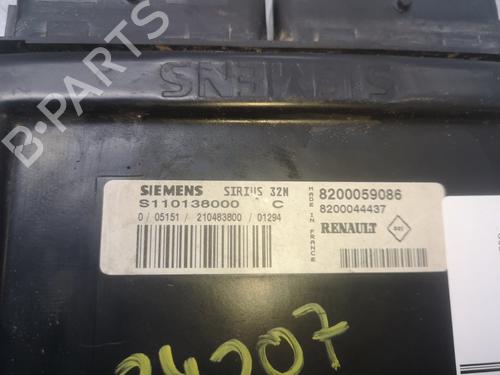 SIEMENS
B-PARTS
SIEMENS SIRIUS 32N
S110138000 C
0 / 05151 / 210483800 / 01294
MADE IN FRANCE
8200059086
8200044437
RENAULT
24207